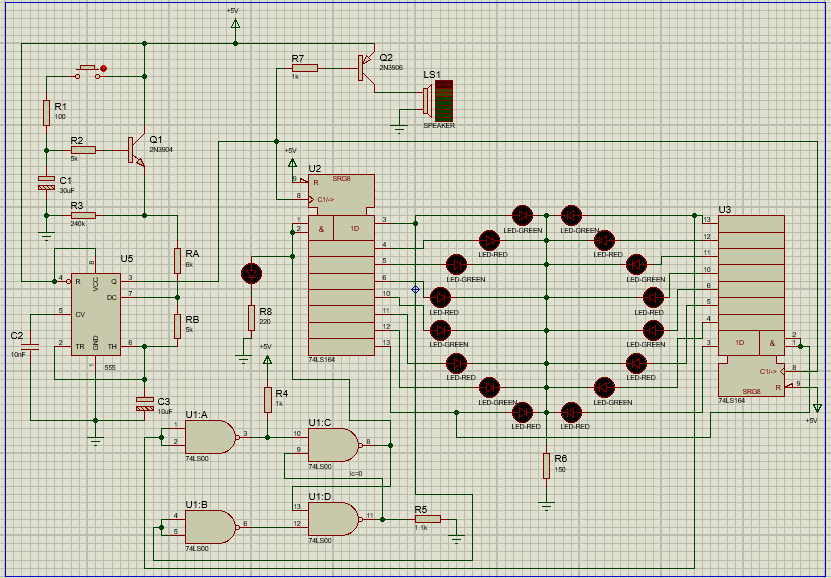 +5V
R7
1k
Q2
2N3906
LS1
SPEAKER
R1
100
R2
5k
Q1
2N3904
C1
30uF
R3
240k
+5V
U2
SRG8
9
R
8
C1/->
&
1D
1
2
3
4
5
6
10
11
12
13
74LS164
LED-GREEN
LED-GREEN
LED-RED
LED-RED
LED-GREEN
LED-GREEN
LED-RED
LED-RED
LED-GREEN
LED-GREEN
LED-RED
LED-RED
LED-GREEN
LED-GREEN
LED-RED
LED-RED
U3
13
12
11
10
6
5
4
3
1D
&
2
1
C1/->
8
R
9
SRG8
74LS164
+5V
RA
6k
RB
5k
U5
8
VCC
4
R
Q
3
DC
7
5
CV
GND
2
TR
TH
6
1
555
C2
10nF
C3
10uF
R8
220
+5V
R4
1k
U1:A
1
2
3
74LS00
U1:C
10
9
8
74LS00
ic=0
U1:B
4
5
6
74LS00
U1:D
13
12
11
74LS00
R5
1.1k
R6
150